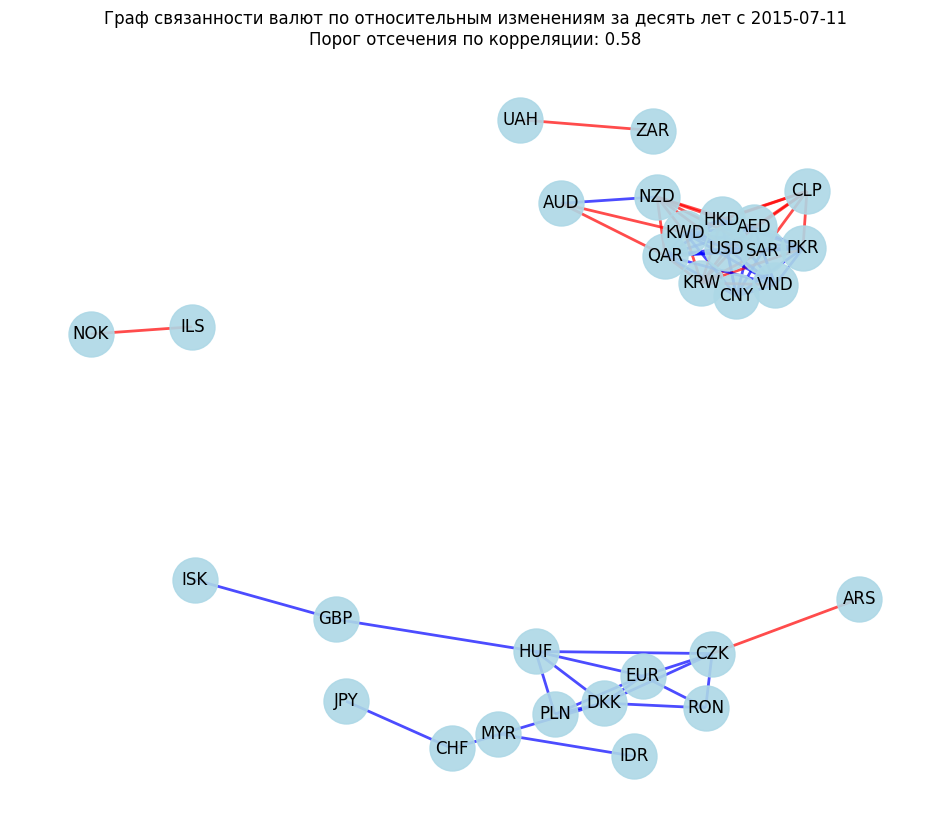 Граф связанности валют по относительным изменениям за десять лет с 2015-07-11
Порог отсечения по корреляции: 0.58
UAH
ZAR
CLP
NZD
AUD
HKD
AED
KWD
USD
SAR
PKR
QAR
KRW
VND
CNY
ILS
NOK
ISK
ARS
GBP
HUF
CZK
EUR
JPY
DKK
RON
PLN
MYR
CHF
IDR